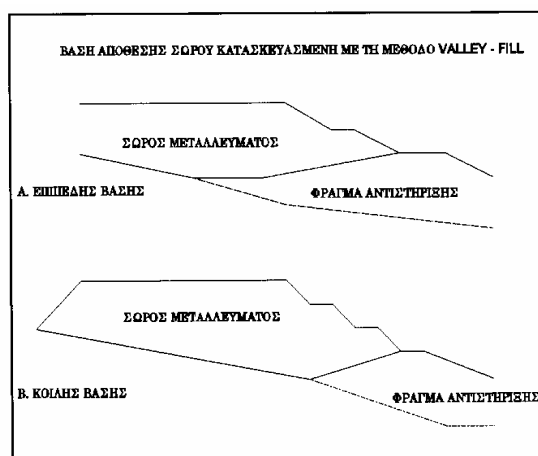 ΒΑΣΗ ΑΠΟΘΕΣΗΣ ΣΩΡΟΥ ΚΑΤΑΣΚΕΥΑΣΜΕΝΗ ΜΕ ΤΗ ΜΕΘΟΔΟ VALLEY - FILL
ΣΩΡΟΣ ΜΕΤΑΛΛΕΥΜΑΤΟΣ
Α. ΕΠΙΠΕΔΗΣ ΒΑΣΗΣ
ΦΡΑΓΜΑ ΑΝΤΙΣΤΗΡΙΞΗΣ
ΣΩΡΟΣ ΜΕΤΑΛΛΕΥΜΑΤΟΣ
Β. ΚΟΙΛΗΣ ΒΑΣΗΣ
ΦΡΑΓΜΑ ΑΝΤΙΣΤΗΡΙΞΗΣ